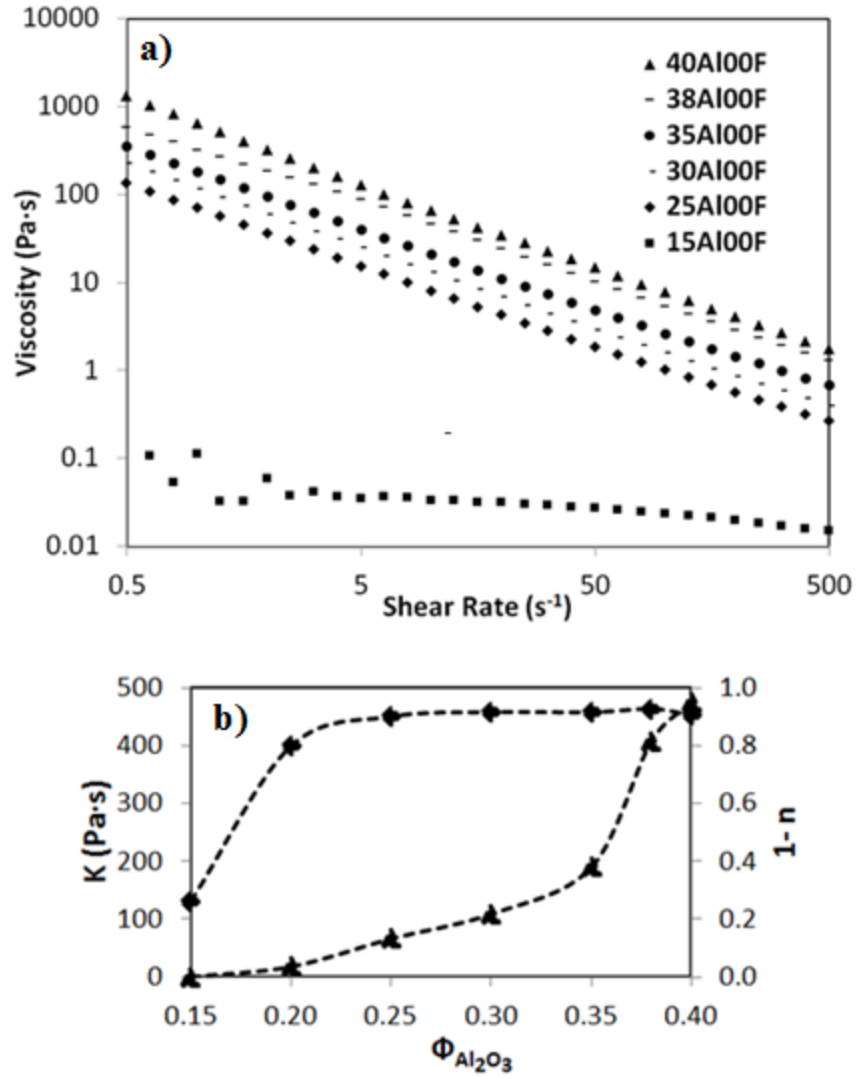 a)
10000
1000
100
10
1
0.1
0.01
Viscosity (Pa·s)
40Al00F
38Al00F
35Al00F
30Al00F
25Al00F
15Al00F
0.5
5
50
500
Shear Rate (s⁻¹)
b)
500
400
300
200
100
0
K (Pa·s)
1.0
0.8
0.6
0.4
0.2
0.0
1- n
0.15
0.20
0.25
0.30
0.35
0.40
Φ Al₂O₃